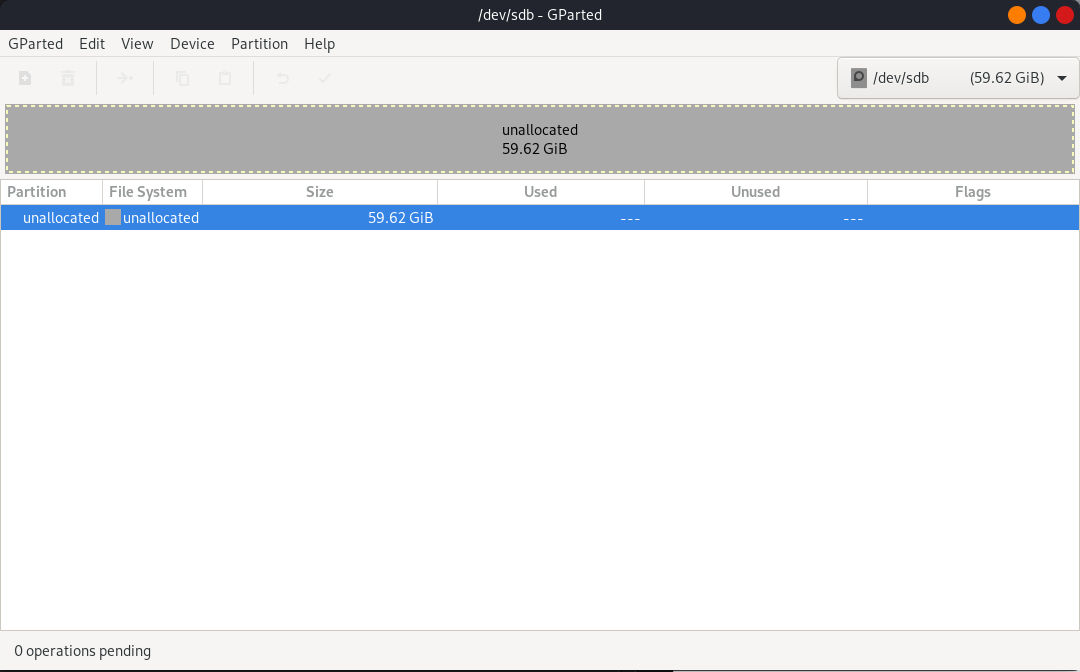 /dev/sdb - GParted
GParted Edit View Device Partition Help
/dev/sdb (59.62 GiB)
unallocated
59.62 GiB
Partition File System Size Used Unused Flags
unallocated unallocated 59.62 GiB --- ---
0 operations pending